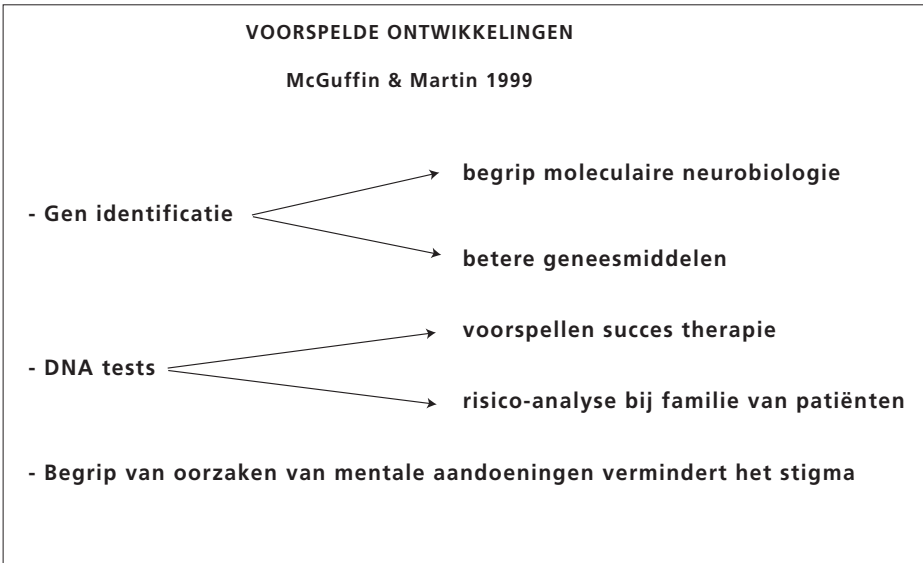 VOORSPELDE ONTWIKKELINGEN
McGuffin & Martin 1999
begrip moleculaire neurobiologie
- Gen identificatie
betere geneesmiddelen
voorspellen succes therapie
- DNA tests
risico-analyse bij familie van patiënten
- Begrip van oorzaken van mentale aandoeningen vermindert het stigma